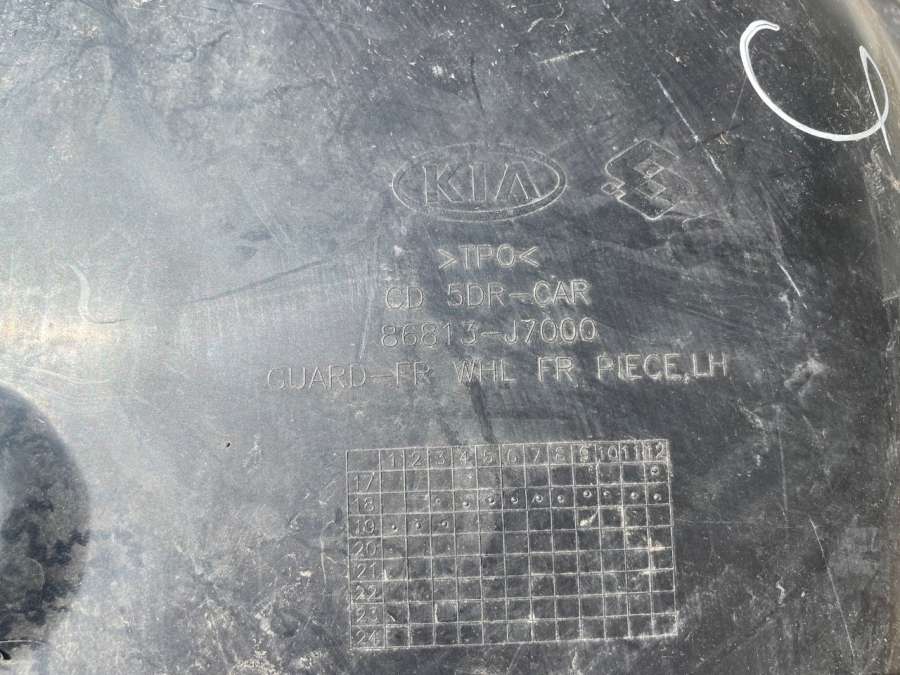 KIA
>TPO<
CD 5DR-CAR
86813-J7000
GUARD-FR WHL FR PIECE,LH
1 2 3 4 5 6 7 8 9 10 11 12
17
18
19
20
21
22
23
24